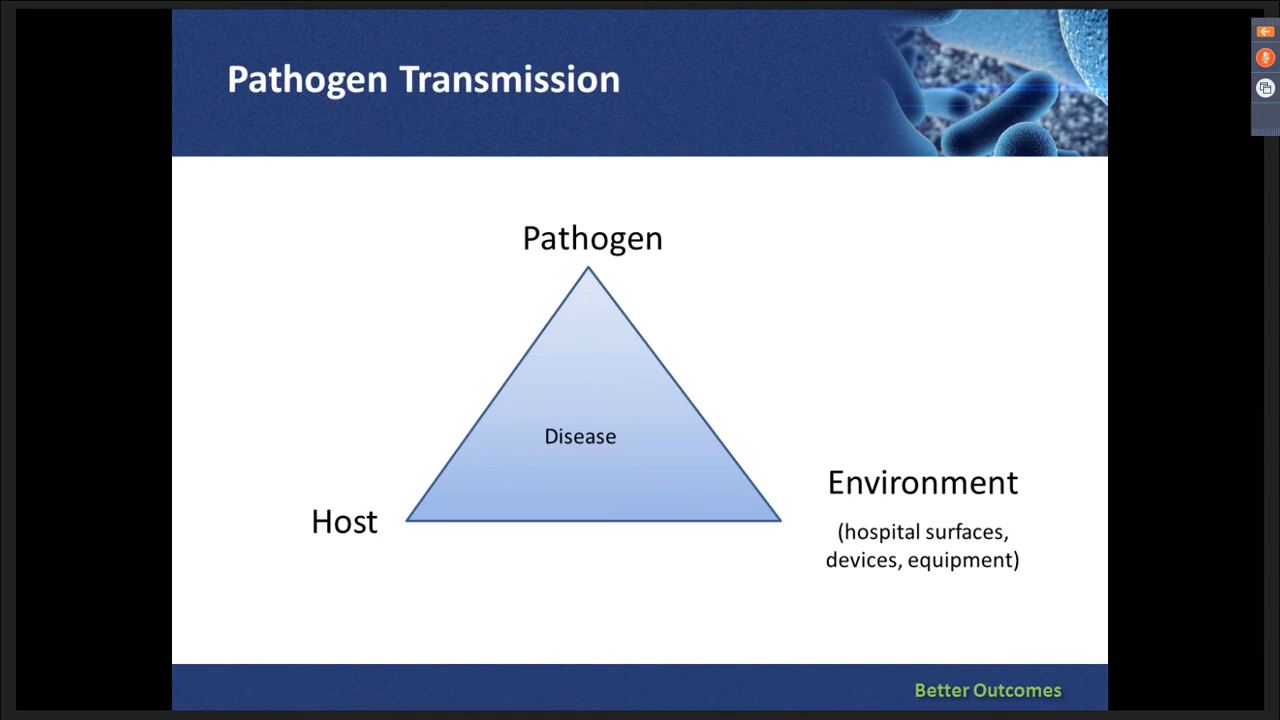 Pathogen Transmission
Pathogen
Disease
Host
Environment
(hospital surfaces,
devices, equipment)
Better Outcomes